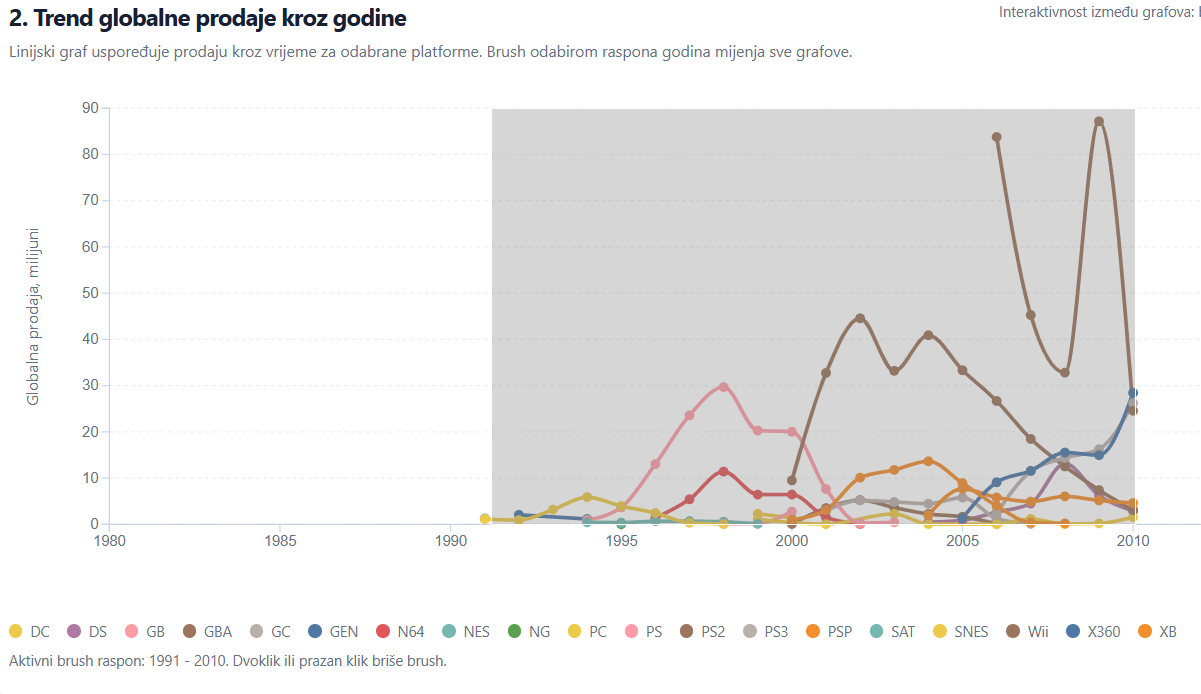 2. Trend globalne prodaje kroz godine
Interaktivnost između grafova:
Linijski graf uspoređuje prodaju kroz vrijeme za odabrane platforme. Brush odabirom raspona godina mijenja sve grafove.
Globalna prodaja, milijuni
90
80
70
60
50
40
30
20
10
0
1980 1985 1990 1995 2000 2005 2010
DC DS GB GBA GC GEN N64 NES NG PC PS PS2 PS3 PSP SAT SNES Wii X360 XB
Aktivni brush raspon: 1991 - 2010. Dvoklik ili prazan klik briše brush.